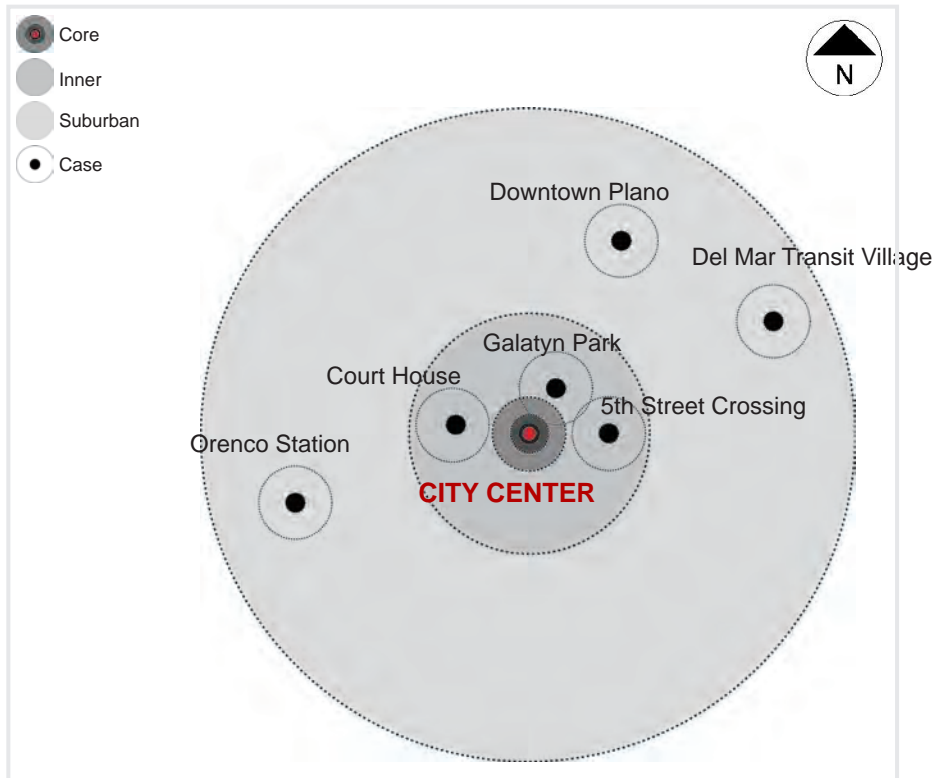 Core
Inner
Suburban
Case
N
Downtown Plano
Del Mar Transit Village
Galatyn Park
Court House
5th Street Crossing
Orenco Station
CITY CENTER